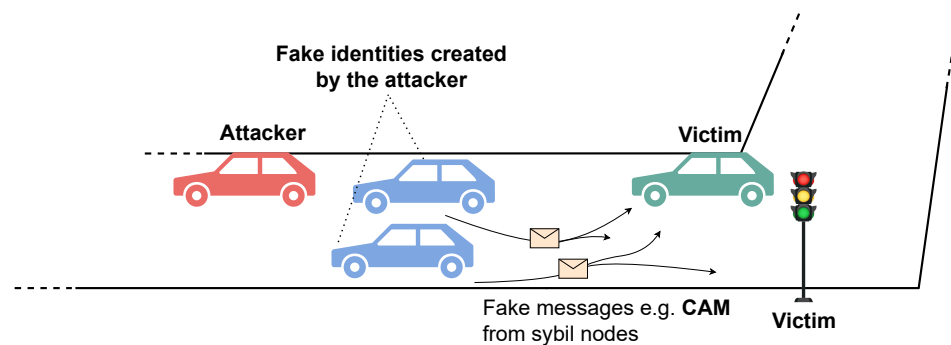 Fake identities created
by the attacker
Attacker
Victim
Fake messages e.g. CAM
from sybil nodes
Victim